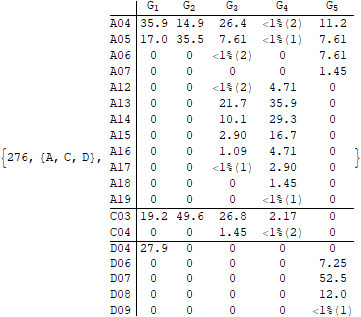 G1 G2 G3 G4 G5
A04 35.9 14.9 26.4 <1%(2) 11.2
A05 17.0 35.5 7.61 <1%(1) 7.61
A06 0 0 <1%(2) 0 7.61
A07 0 0 0 0 1.45
A12 0 0 <1%(2) 4.71 0
A13 0 0 21.7 35.9 0
A14 0 0 10.1 29.3 0
A15 0 0 2.90 16.7 0
{276, {A, C, D}, A16 0 0 1.09 4.71 0 }
A17 0 0 <1%(1) 2.90 0
A18 0 0 0 1.45 0
A19 0 0 0 <1%(1) 0
C03 19.2 49.6 26.8 2.17 0
C04 0 0 1.45 <1%(2) 0
D04 27.9 0 0 0 0
D06 0 0 0 0 7.25
D07 0 0 0 0 52.5
D08 0 0 0 0 12.0
D09 0 0 0 0 <1%(1)